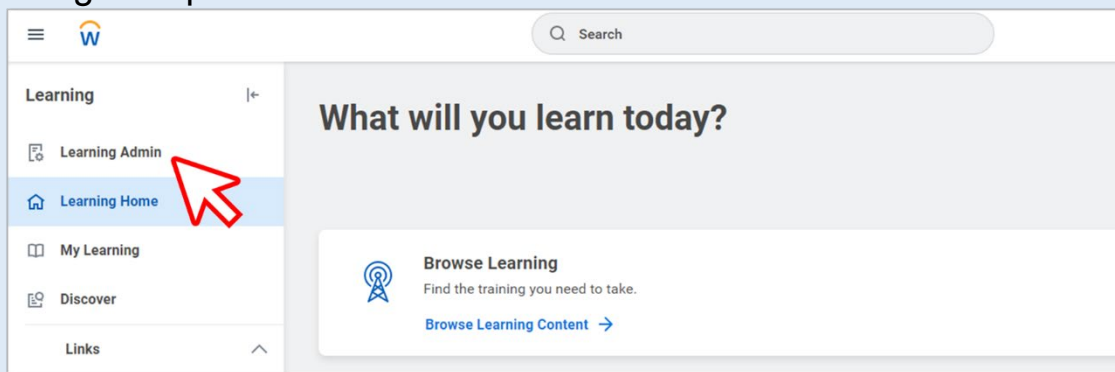 Search
Learning
Learning Admin
Learning Home
My Learning
Discover
Links
What will you learn today?
Browse Learning
Find the training you need to take.
Browse Learning Content →